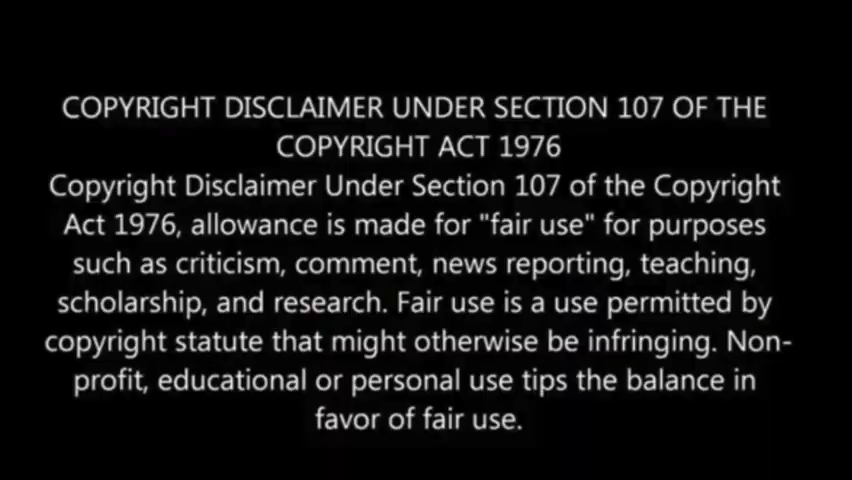 COPYRIGHT DISCLAIMER UNDER SECTION 107 OF THE
COPYRIGHT ACT 1976
Copyright Disclaimer Under Section 107 of the Copyright
Act 1976, allowance is made for "fair use" for purposes
such as criticism, comment, news reporting, teaching,
scholarship, and research. Fair use is a use permitted by
copyright statute that might otherwise be infringing. Non-
profit, educational or personal use tips the balance in
favor of fair use.